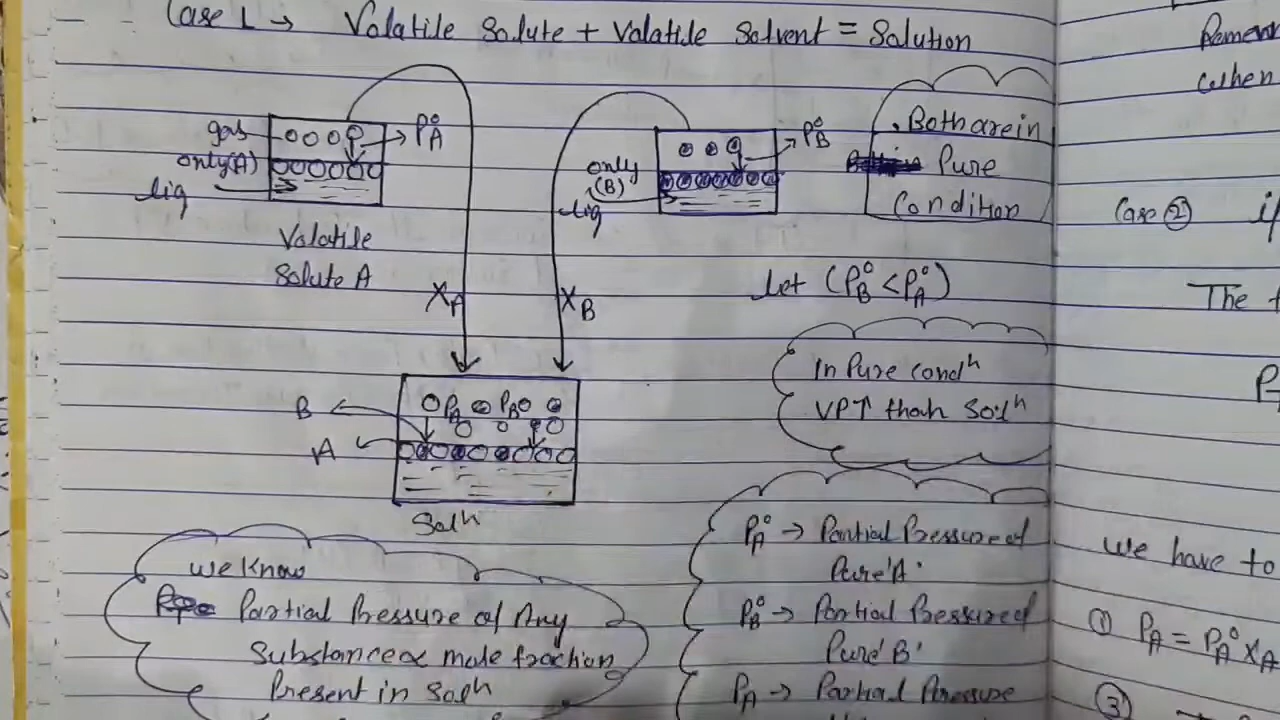 Case 1 → Volatile Solute + Volatile Solvent = Solution
gas
only(A)
liq
P°A
Volatile
Solute A
XA
only
(B)
liq
P°B
XB
Both are in
Pure
Condition
Let (P°B < P°A)
In Pure condn
VP↑ than Soln
B
A
PA PB
Soln
We know
Partial Pressure of Any
Substance ∝ mole fraction
Present in Soln
P°A → Partial Pressure of
Pure 'A'
P°B → Partial Pressure of
Pure 'B'
PA → Partial Pressure
When
Case ② if
The
We have to
① PA = P°A XA
③